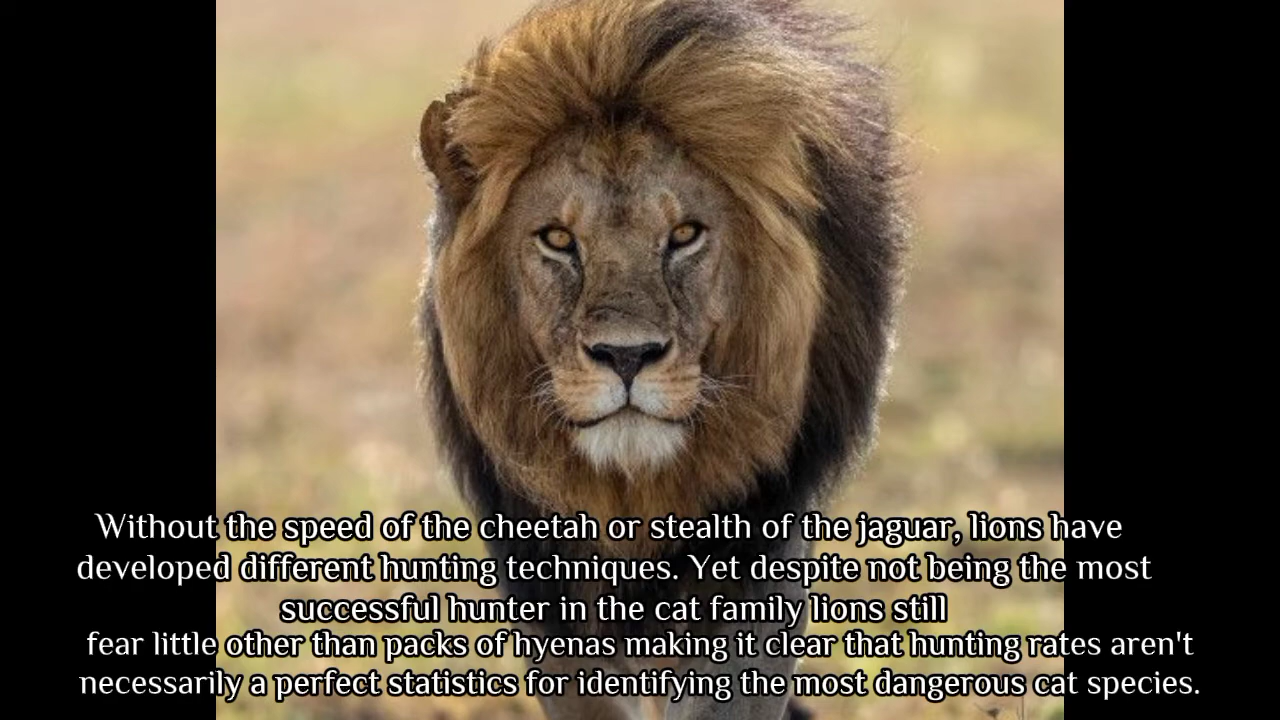 Without the speed of the cheetah or stealth of the jaguar, lions have
developed different hunting techniques. Yet despite not being the most
successful hunter in the cat family lions still
fear little other than packs of hyenas making it clear that hunting rates aren't
necessarily a perfect statistics for identifying the most dangerous cat species.